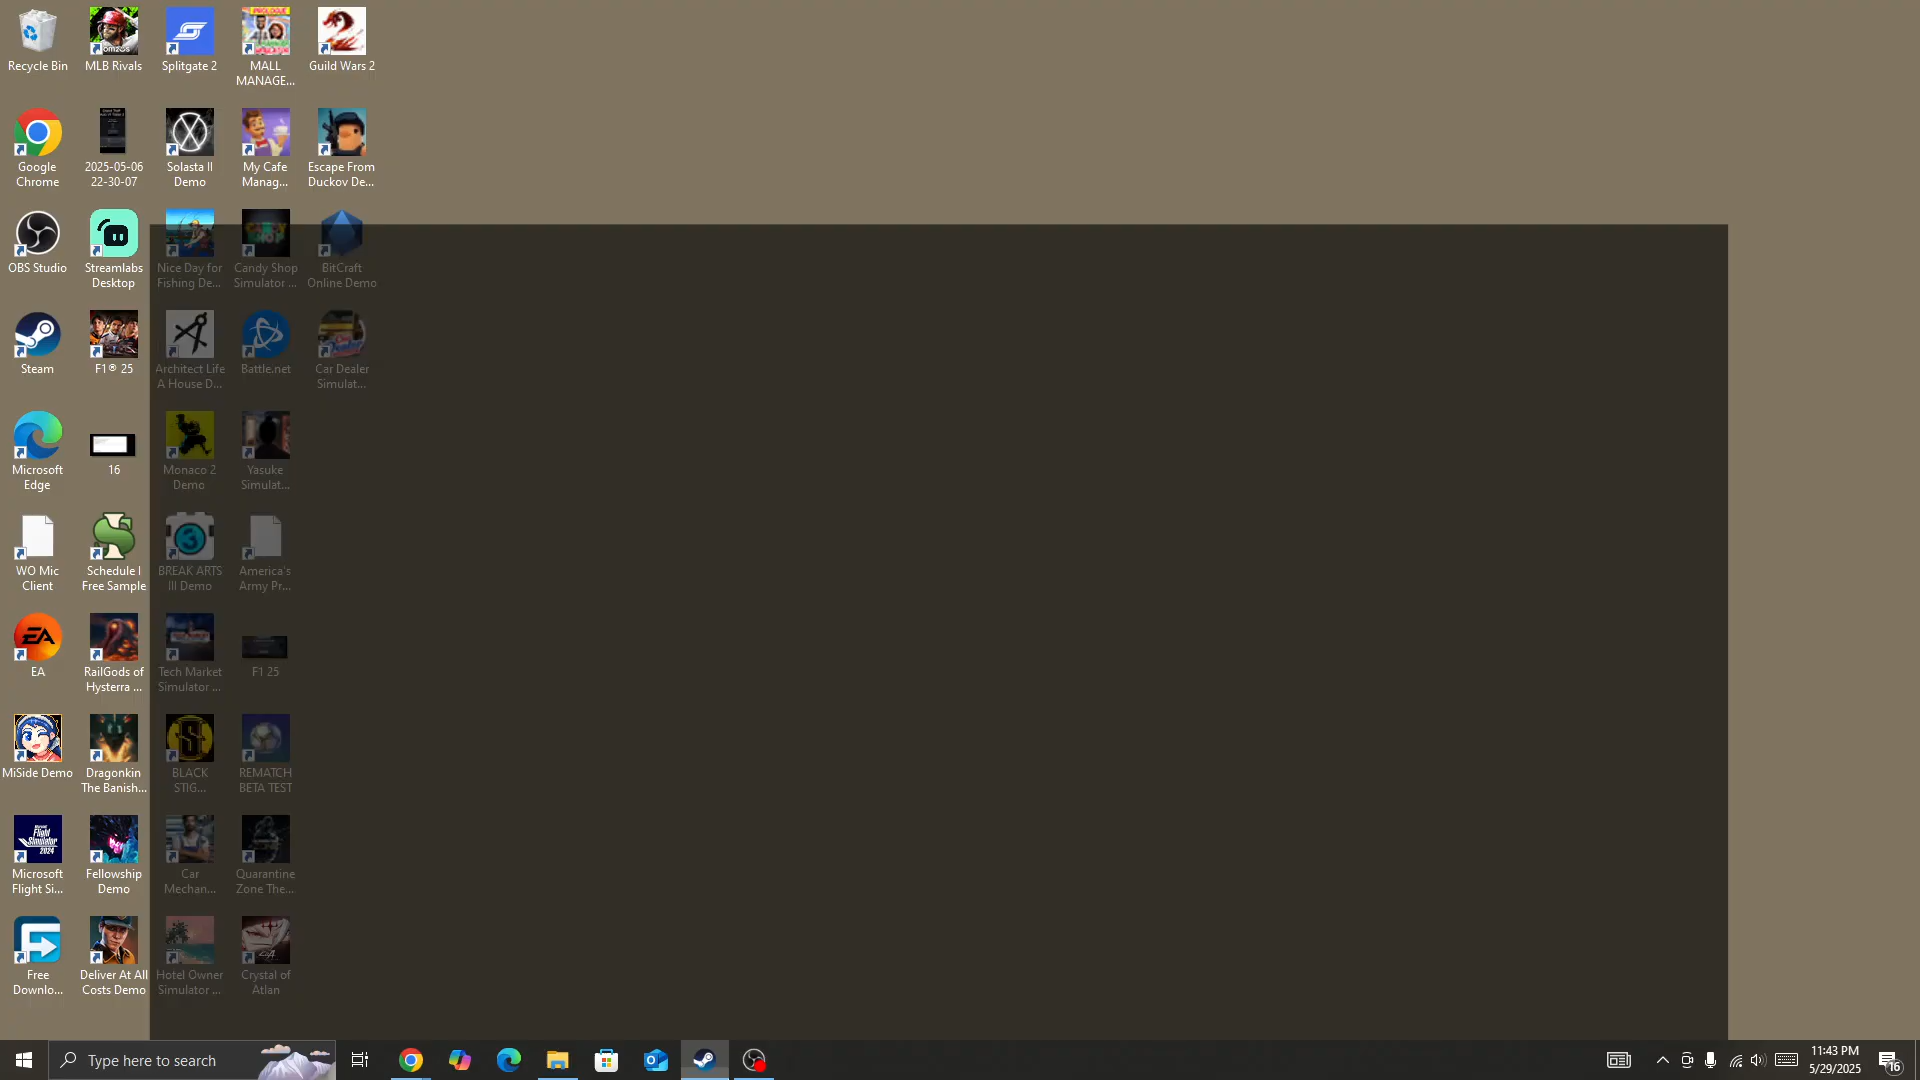 Recycle Bin
MLB Rivals
Splitgate 2
MALL
MANAGE...
Guild Wars 2
Google
Chrome
2025-05-06
22-30-07
Solasta II
Demo
My Cafe
Manag...
Escape From
Duckov De...
OBS Studio
Streamlabs
Desktop
Nice Day for
Fishing De...
Candy Shop
Simulator ...
BitCraft
Online Demo
Steam
F1® 25
Architect Life
A House D...
Battle.net
Car Dealer
Simulat...
Microsoft
Edge
16
Monaco 2
Demo
Yasuke
Simulat...
WO Mic
Client
Schedule I
Free Sample
BREAK ARTS
III Demo
America's
Army Pr...
EA
RailGods of
Hysterra ...
Tech Market
Simulator ...
F1 25
MiSide Demo
Dragonkin
The Banish...
BLACK
STIG...
REMATCH
BETA TEST
Microsoft
Flight Si...
Fellowship
Demo
Car
Mechan...
Quarantine
Zone The...
Free
Downlo...
Deliver At All
Costs Demo
Hotel Owner
Simulator ...
Crystal of
Atlan
Type here to search
11:43 PM
5/29/2025
16